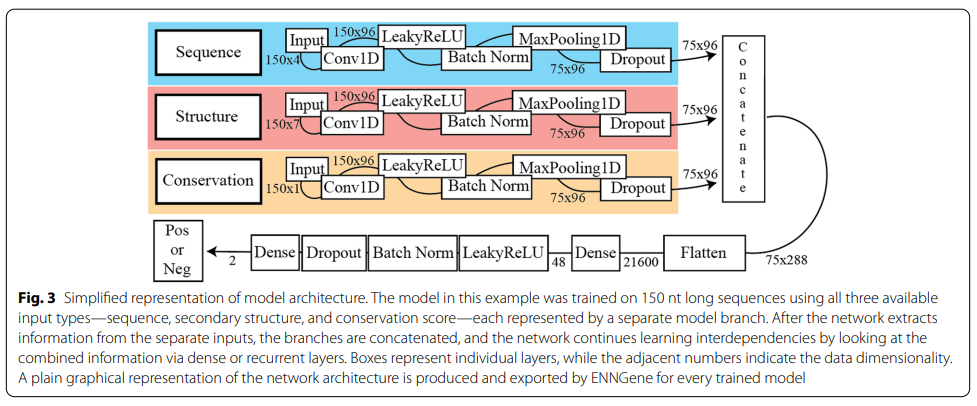 Sequence
Input
150x4
Conv1D
150x96
LeakyReLU
Batch Norm
MaxPooling1D
75x96
Dropout
75x96
Structure
Input
150x7
Conv1D
150x96
LeakyReLU
Batch Norm
MaxPooling1D
75x96
Dropout
75x96
Conservation
Input
150x1
Conv1D
150x96
LeakyReLU
Batch Norm
MaxPooling1D
75x96
Dropout
75x96
Concatenate
75x288
Flatten
21600
Dense
48
LeakyReLU
Batch Norm
Dropout
Dense
2
Pos
or
Neg
Fig. 3 Simplified representation of model architecture. The model in this example was trained on 150 nt long sequences using all three available
input types—sequence, secondary structure, and conservation score—each represented by a separate model branch. After the network extracts
information from the separate inputs, the branches are concatenated, and the network continues learning interdependencies by looking at the
combined information via dense or recurrent layers. Boxes represent individual layers, while the adjacent numbers indicate the data dimensionality.
A plain graphical representation of the network architecture is produced and exported by ENNGene for every trained model